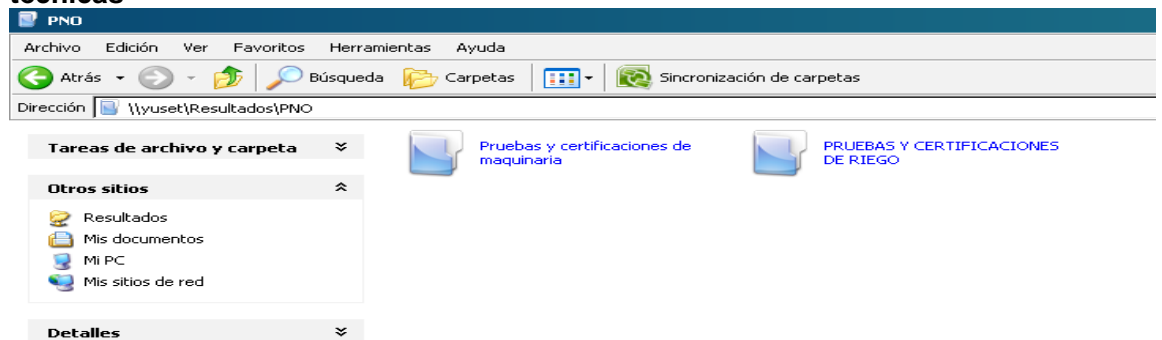 técnicas
PNO
Archivo Edición Ver Favoritos Herramientas Ayuda
Atrás Búsqueda Carpetas Sincronización de carpetas
Dirección \\yuset\Resultados\PNO
Tareas de archivo y carpeta
Otros sitios
Resultados
Mis documentos
Mi PC
Mis sitios de red
Detalles
Pruebas y certificaciones de
maquinaria
PRUEBAS Y CERTIFICACIONES
DE RIEGO